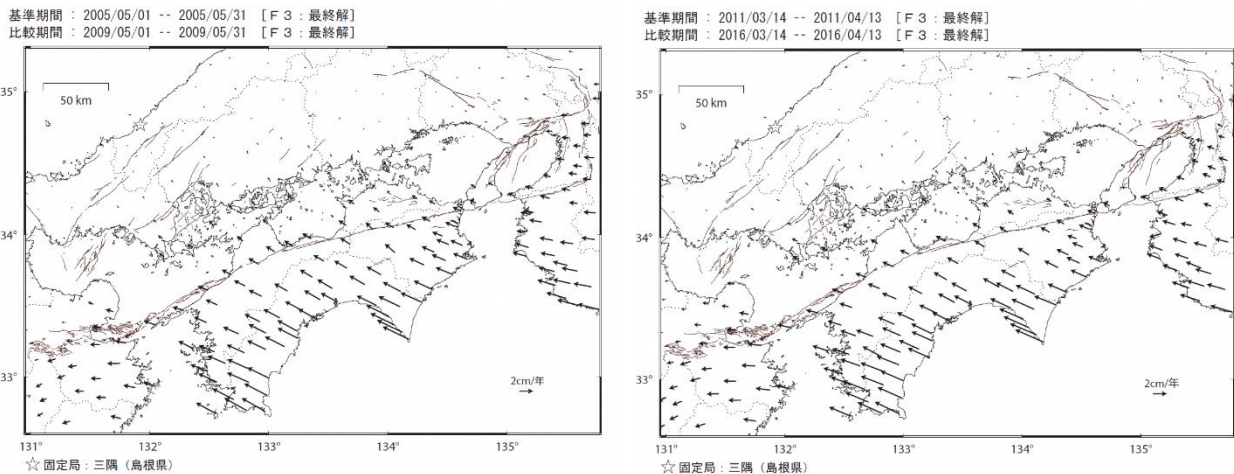 基準期間 : 2005/05/01 -- 2005/05/31 [Ｆ３ : 最終解]
比較期間 : 2009/05/01 -- 2009/05/31 [Ｆ３ : 最終解]
35°
50 km
34°
33°
2cm/年
131°
132°
133°
134°
135°
☆ 固定局 : 三隅（島根県）
基準期間 : 2011/03/14 -- 2011/04/13 [Ｆ３ : 最終解]
比較期間 : 2016/03/14 -- 2016/04/13 [Ｆ３ : 最終解]
35°
50 km
34°
33°
2cm/年
131°
132°
133°
134°
135°
☆ 固定局 : 三隅（島根県）